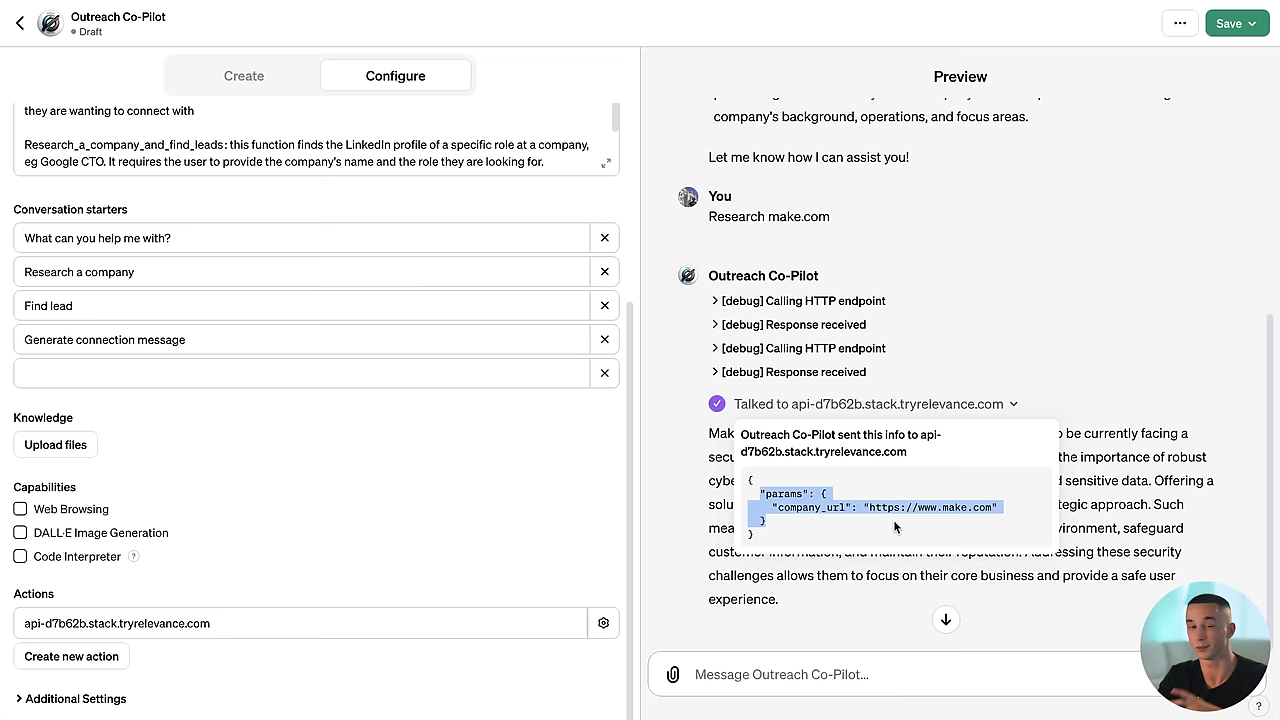 Outreach Co-Pilot
Draft
Save
Create
Configure
they are wanting to connect with
Research_a_company_and_find_leads: this function finds the LinkedIn profile of a specific role at a company,
eg Google CTO. It requires the user to provide the company's name and the role they are looking for.
Conversation starters
What can you help me with?
Research a company
Find lead
Generate connection message
Knowledge
Upload files
Capabilities
Web Browsing
DALL·E Image Generation
Code Interpreter ?
Actions
api-d7b62b.stack.tryrelevance.com
Create new action
Additional Settings
Preview
company's background, operations, and focus areas.
Let me know how I can assist you!
You
Research make.com
Outreach Co-Pilot
[debug] Calling HTTP endpoint
[debug] Response received
[debug] Calling HTTP endpoint
[debug] Response received
Talked to api-d7b62b.stack.tryrelevance.com
Outreach Co-Pilot sent this info to api-
d7b62b.stack.tryrelevance.com
{
"params": {
"company_url": "https://www.make.com"
}
}
be currently facing a
the importance of robust
sensitive data. Offering a
approach. Such
safeguard
customer information, and maintain their reputation. Addressing these security
challenges allows them to focus on their core business and provide a safe user
experience.
Message Outreach Co-Pilot...
?